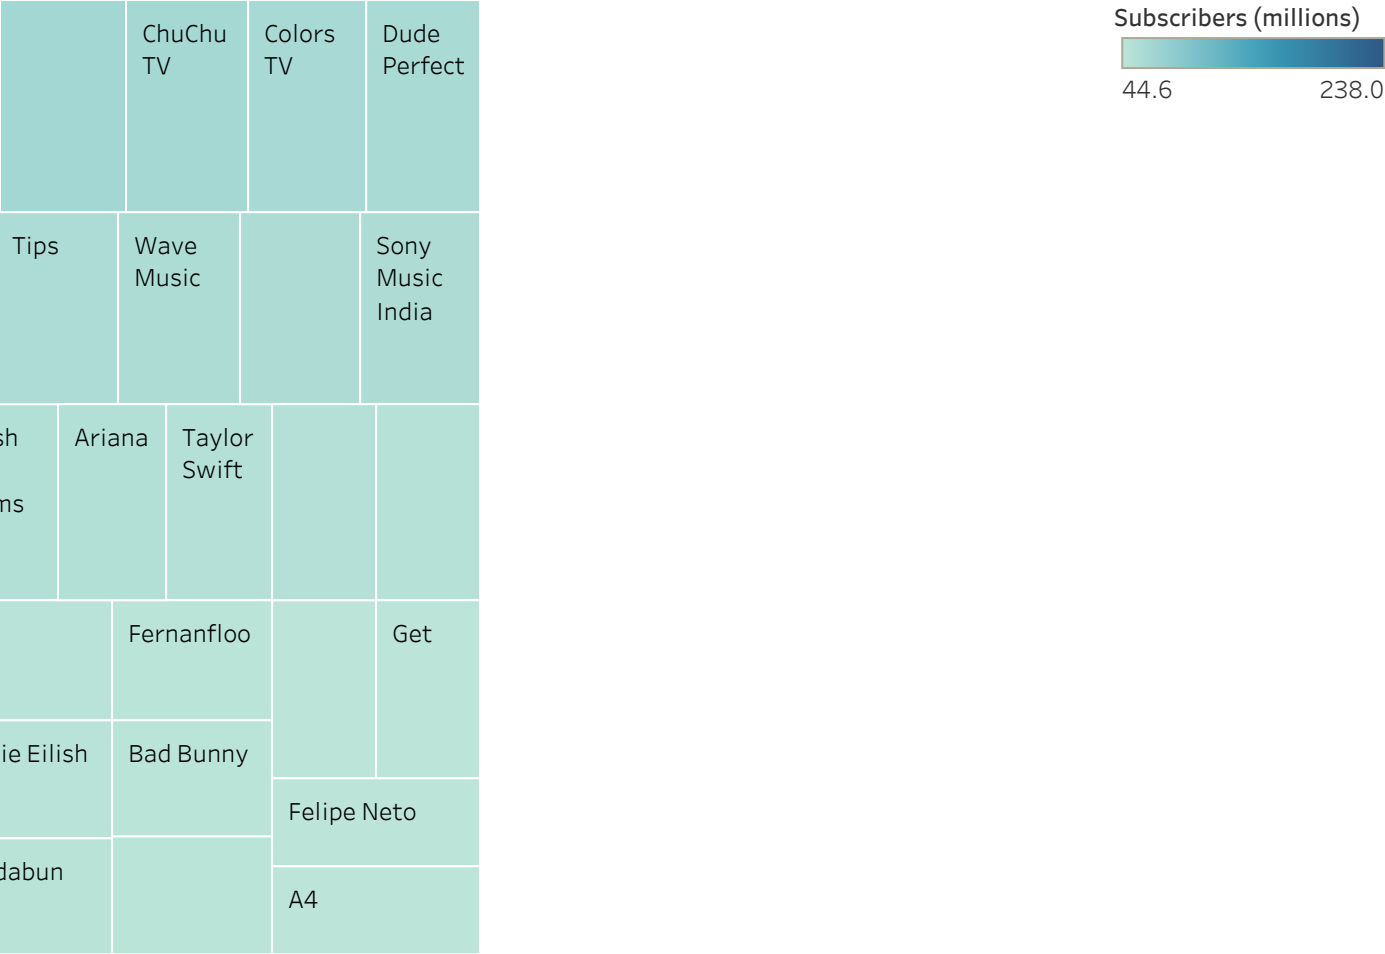 ChuChu
TV
Colors
TV
Dude
Perfect
Tips
Wave
Music
Sony
Music
India
sh
ms
Ariana
Taylor
Swift
Fernanfloo
Get
ie Eilish
Bad Bunny
Felipe Neto
dabun
A4
Subscribers (millions)
44.6
238.0